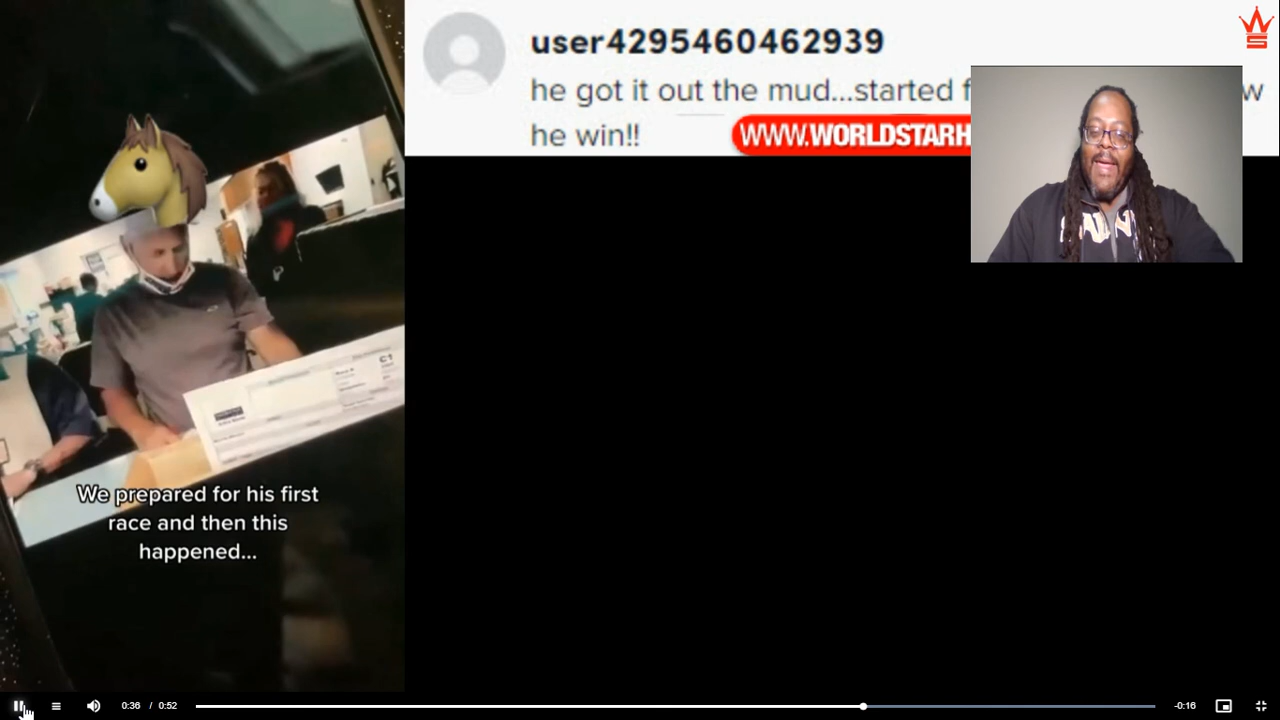 user4295460462939
he got it out the mud...started f
w
he win!!
WWW.WORLDSTARH
C1
We prepared for his first
race and then this
happened...
0:36 / 0:52
-0:16